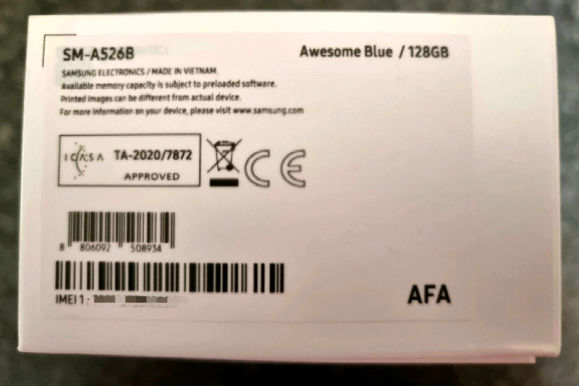 SM-A526B
Awesome Blue / 128GB
SAMSUNG ELECTRONICS / MADE IN VIETNAM
Available memory capacity is subject to preloaded software.
Printed images can be different from actual device.
For more information on your device, please visit www.samsung.com
ICASA TA-2020/7872
APPROVED
CE
8 806092 508934
IMEI 1 :
AFA